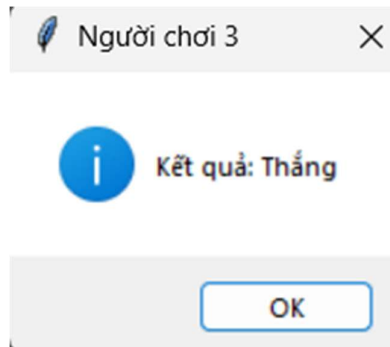 Người chơi 3
Kết quả: Thắng
OK